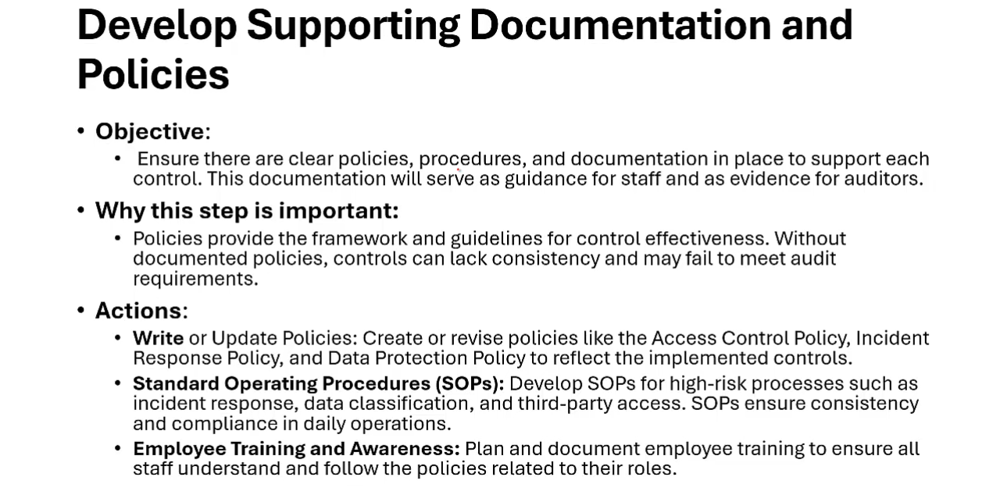 Develop Supporting Documentation and
Policies
• Objective:
• Ensure there are clear policies, procedures, and documentation in place to support each
control. This documentation will serve as guidance for staff and as evidence for auditors.
• Why this step is important:
• Policies provide the framework and guidelines for control effectiveness. Without
documented policies, controls can lack consistency and may fail to meet audit
requirements.
• Actions:
• Write or Update Policies: Create or revise policies like the Access Control Policy, Incident
Response Policy, and Data Protection Policy to reflect the implemented controls.
• Standard Operating Procedures (SOPs): Develop SOPs for high-risk processes such as
incident response, data classification, and third-party access. SOPs ensure consistency
and compliance in daily operations.
• Employee Training and Awareness: Plan and document employee training to ensure all
staff understand and follow the policies related to their roles.